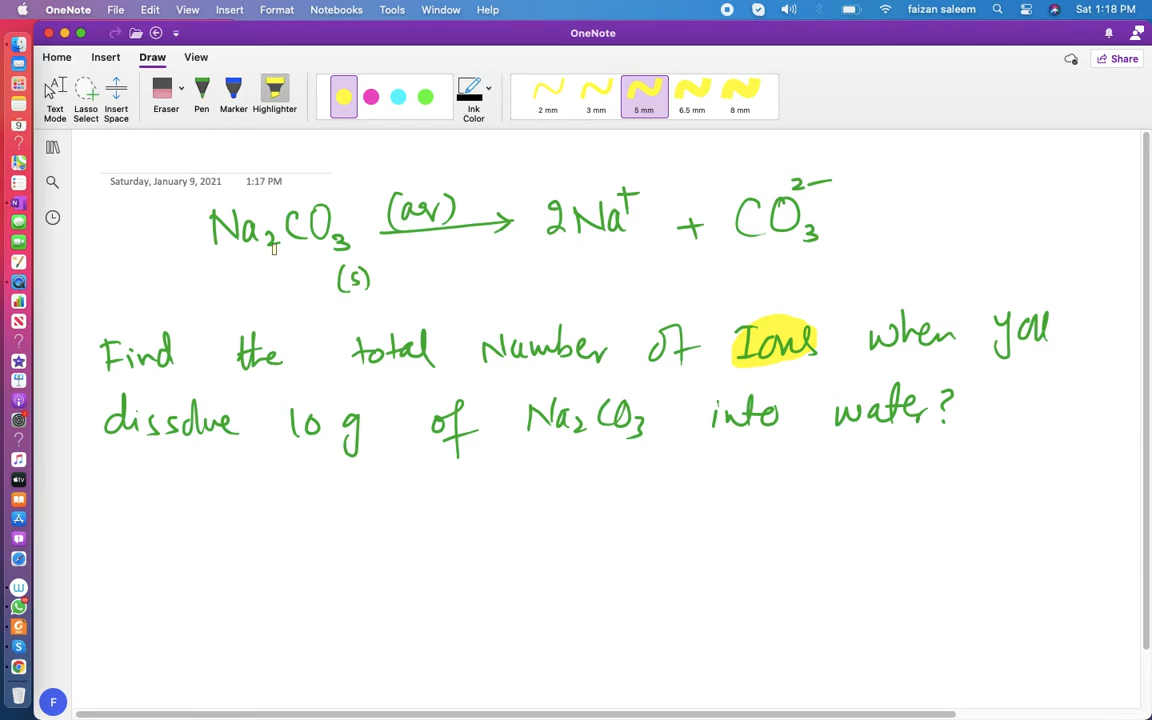 OneNote File Edit View Insert Format Notebooks Tools Window Help faizan saleem Sat 1:18 PM
OneNote
Home Insert Draw View Share
Text Mode Lasso Select Insert Space Eraser Pen Marker Highlighter Ink Color 2 mm 3 mm 5 mm 6.5 mm 8 mm
Saturday, January 9, 2021 1:17 PM
Na₂CO₃ (s) (aq) → 2Na⁺ + CO₃²⁻
Find the total Number of Ions when you
dissolve 10 g of Na₂CO₃ into water?
F